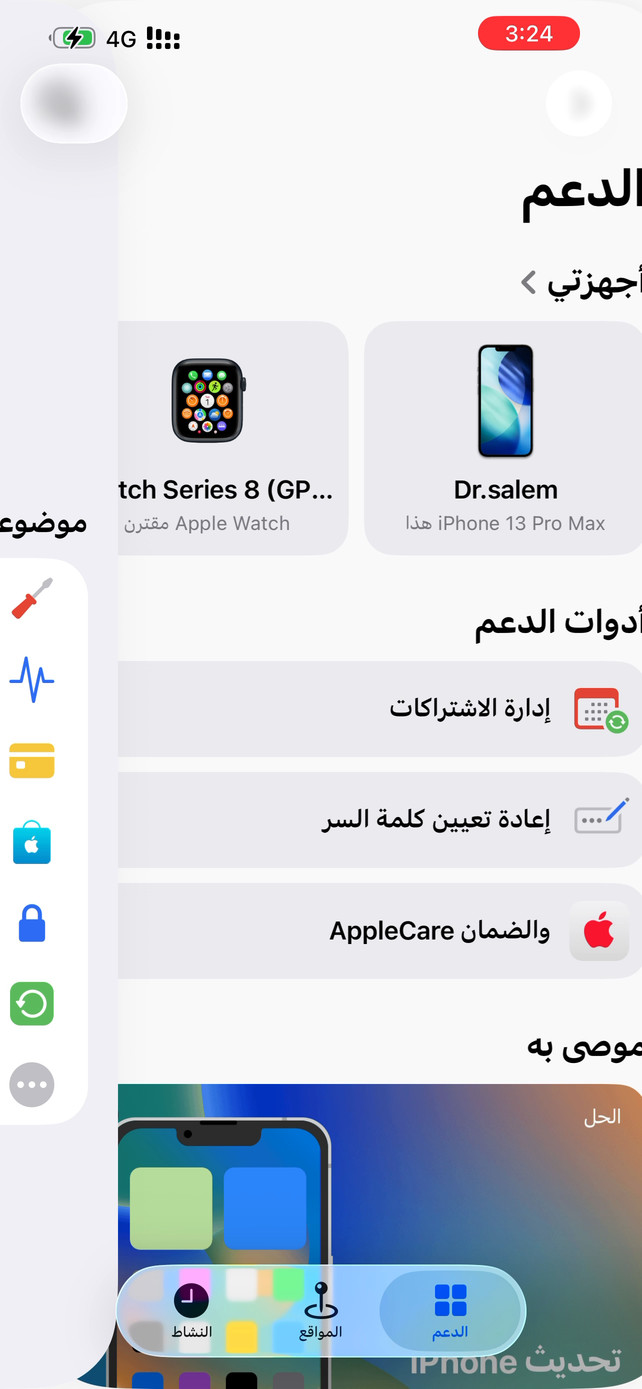 3:24
4G
الدعم
أجهزتي
Dr.salem
iPhone 13 Pro Max هذا
tch Series 8 (GP...
Apple Watch مقترن
موضوع
أدوات الدعم
إدارة الاشتراكات
إعادة تعيين كلمة السر
والضمان AppleCare
موصى به
الحل
تحديث iPhone
الدعم
المواقع
النشاط